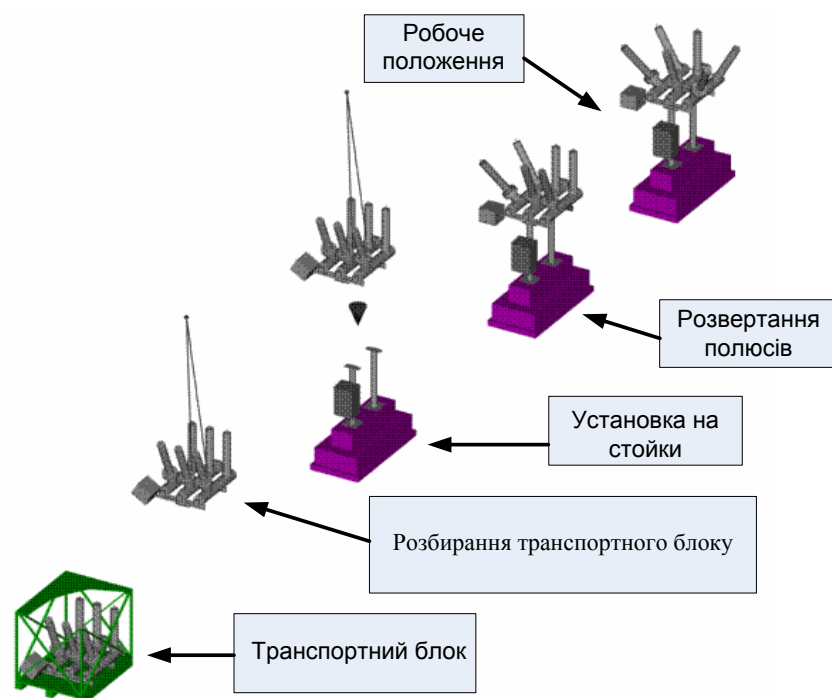 Робоче
положення
Розвертання
полюсів
Установка на
стойки
Розбирання транспортного блоку
Транспортний блок